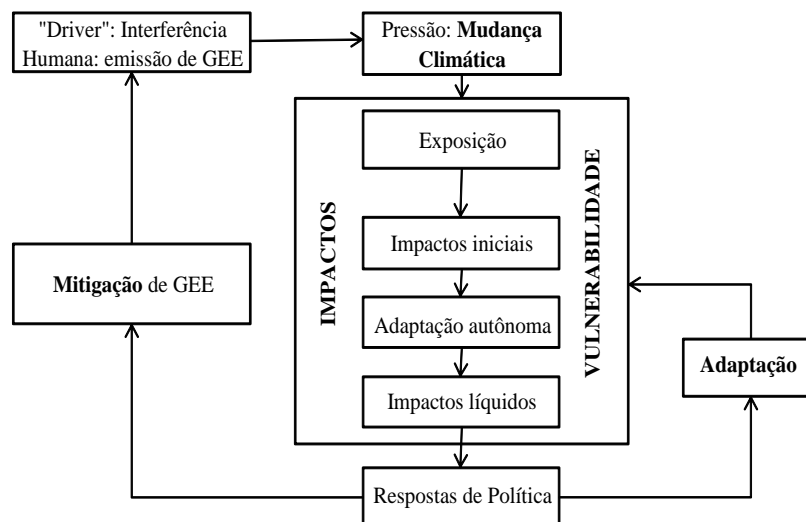 "Driver": Interferência
Humana: emissão de GEE
Pressão: Mudança
Climática
Exposição
IMPACTOS
VULNERABILIDADE
Impactos iniciais
Mitigação de GEE
Adaptação autônoma
Adaptação
Impactos líquidos
Respostas de Política